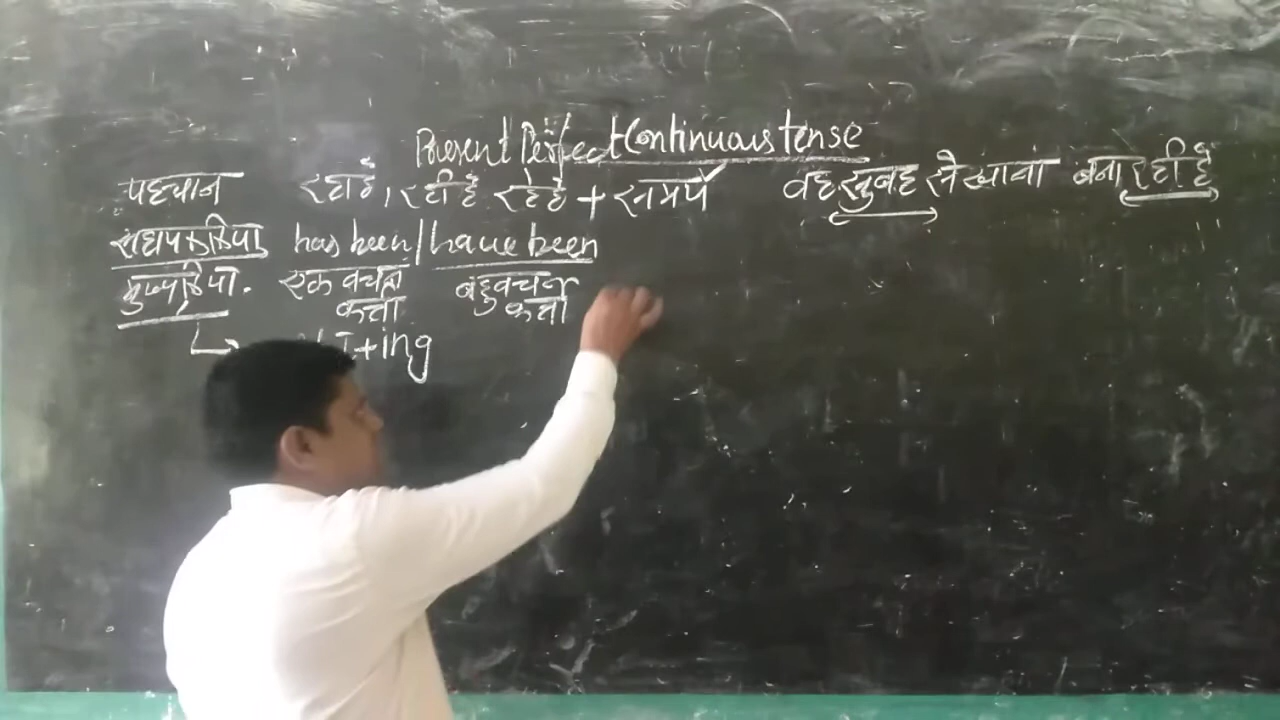 Present Perfect Continuous tense
पहचान रहा है, रही है रहे है + समय वह सुबह से खाना बना रही है
सहायक क्रिया has been / have been
मुख्य क्रिया. एक वचन बहुवचन
कर्ता कर्ता
I + ing